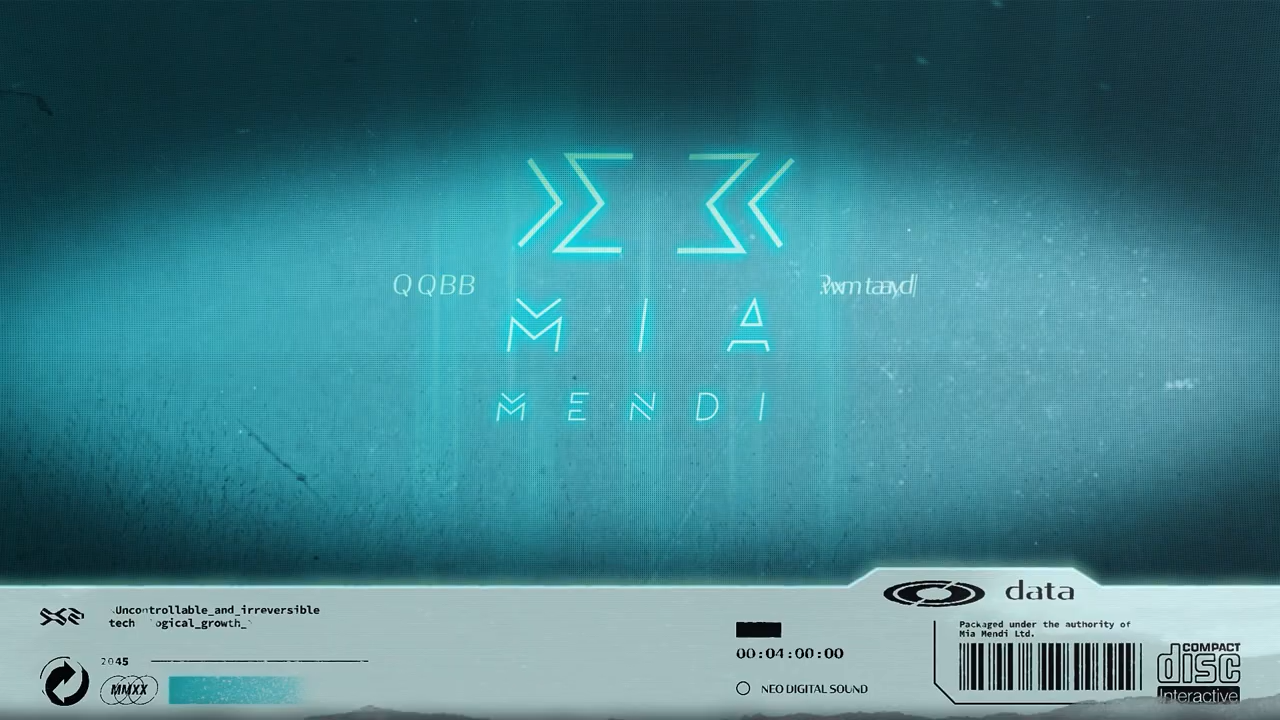 QQBB
MIA
MENDI
data
Uncontrollable_and_irreversible
Packaged under the authority of
Mia Mendi Ltd.
2045
MMXX
00:04:00:00
NEO DIGITAL SOUND
COMPACT
disc
Interactive